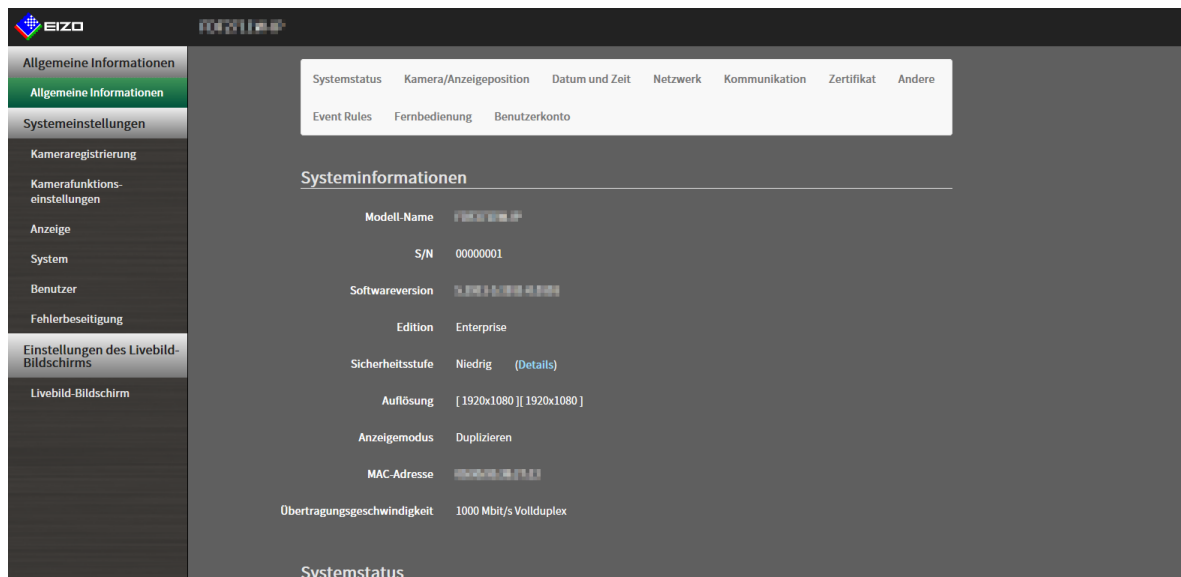 EIZO
Allgemeine Informationen
Allgemeine Informationen
Systemeinstellungen
Kameraregistrierung
Kamerafunktions-
einstellungen
Anzeige
System
Benutzer
Fehlerbeseitigung
Einstellungen des Livebild-
Bildschirms
Livebild-Bildschirm
Systemstatus Kamera/Anzeigeposition Datum und Zeit Netzwerk Kommunikation Zertifikat Andere
Event Rules Fernbedienung Benutzerkonto
Systeminformationen
Modell-Name
S/N 00000001
Softwareversion
Edition Enterprise
Sicherheitsstufe Niedrig (Details)
Auflösung [ 1920x1080 ][ 1920x1080 ]
Anzeigemodus Duplizieren
MAC-Adresse
Übertragungsgeschwindigkeit 1000 Mbit/s Vollduplex
Systemstatus